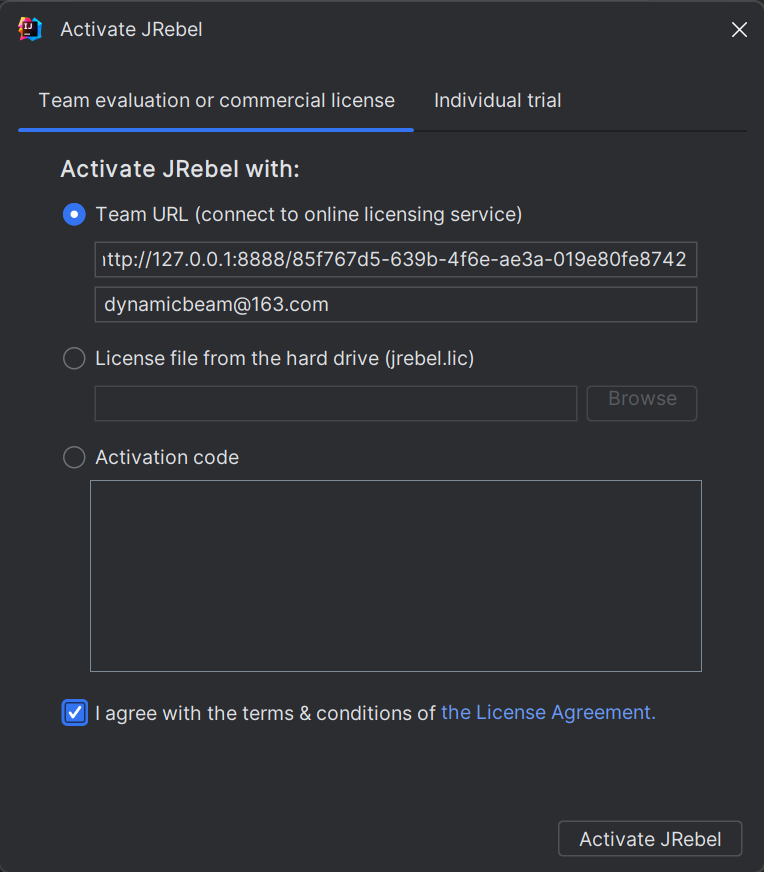 Activate JRebel
Team evaluation or commercial license
Individual trial
Activate JRebel with:
Team URL (connect to online licensing service)
ttp://127.0.0.1:8888/85f767d5-639b-4f6e-ae3a-019e80fe8742
dynamicbeam@163.com
License file from the hard drive (jrebel.lic)
Browse
Activation code
I agree with the terms & conditions of the License Agreement.
Activate JRebel